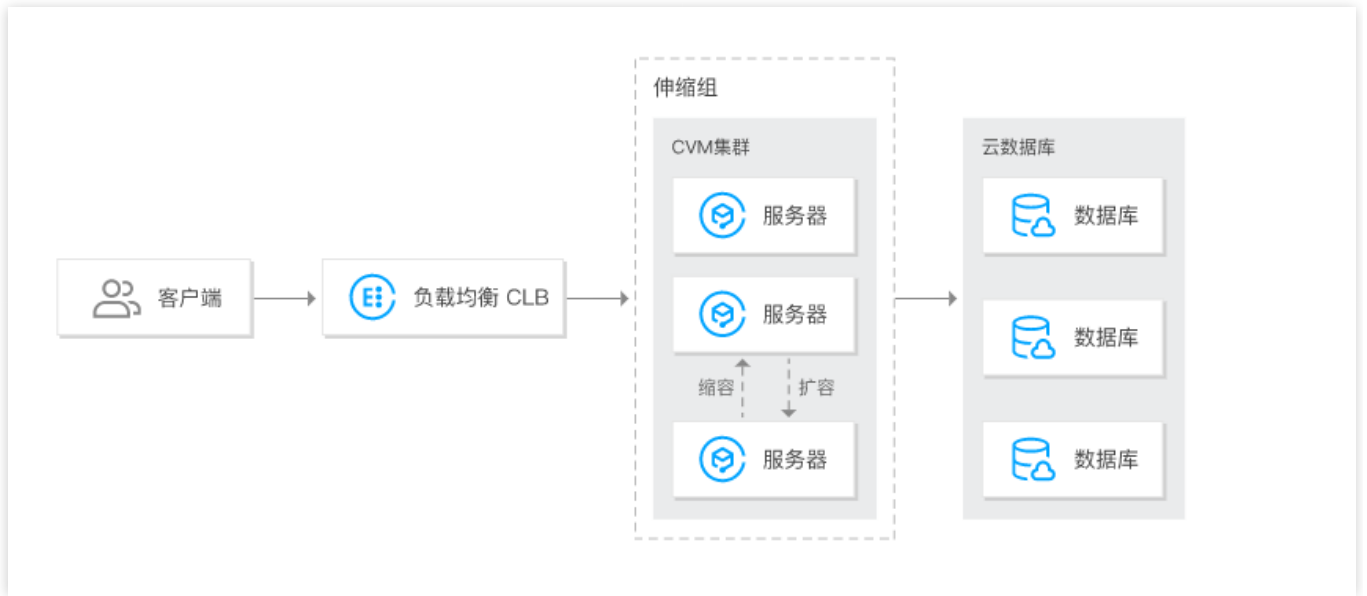 伸缩组
CVM集群
云数据库
服务器
数据库
客户端
负载均衡 CLB
服务器
数据库
缩容
扩容
服务器
数据库